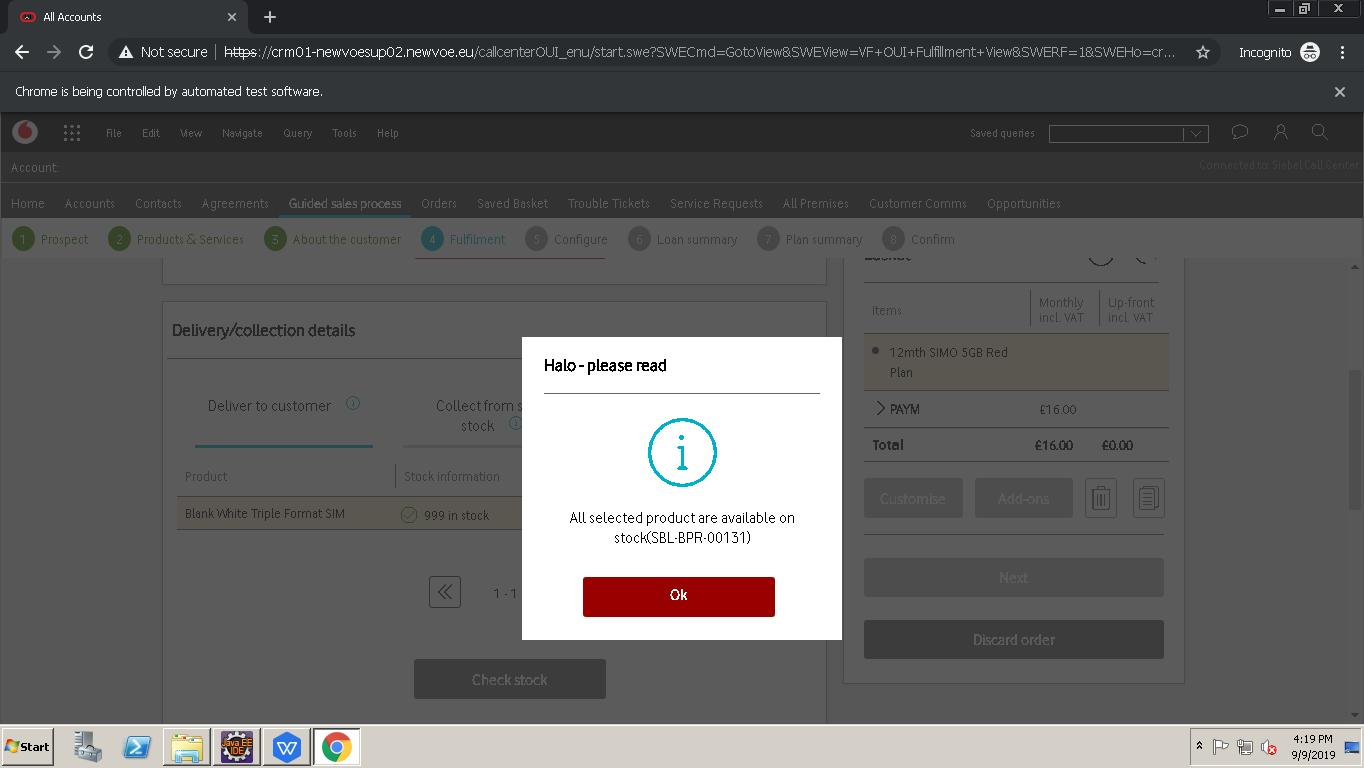 All Accounts
Not secure
https://crm01-newvoesup02.newvoe.eu/callcenterOUI_enu/start.swe?SWECmd=GotoView&SWEView=VF+OUI+Fulfillment+View&SWERF=1&SWEHo=cr...
Incognito
Chrome is being controlled by automated test software.
File Edit View Navigate Query Tools Help
Saved queries
Account:
Connected to: Siebel Call Center
Home Accounts Contacts Agreements Guided sales process Orders Saved Basket Trouble Tickets Service Requests All Premises Customer Comms Opportunities
1 Prospect 2 Products & Services 3 About the customer 4 Fulfilment 5 Configure 6 Loan summary 7 Plan summary 8 Confirm
Delivery/collection details
Deliver to customer
Collect from s
stock
Product
Stock information
Blank White Triple Format SIM
999 in stock
1 - 1
Check stock
Halo - please read
All selected product are available on
stock(SBL-BPR-00131)
Ok
Items
Monthly
incl. VAT
Up-front
incl. VAT
12mth SIMO 5GB Red
Plan
PAYM
£16.00
Total
£16.00
£0.00
Customise
Add-ons
Next
Discard order
Start
Java EE
IDE
4:19 PM
9/9/2019